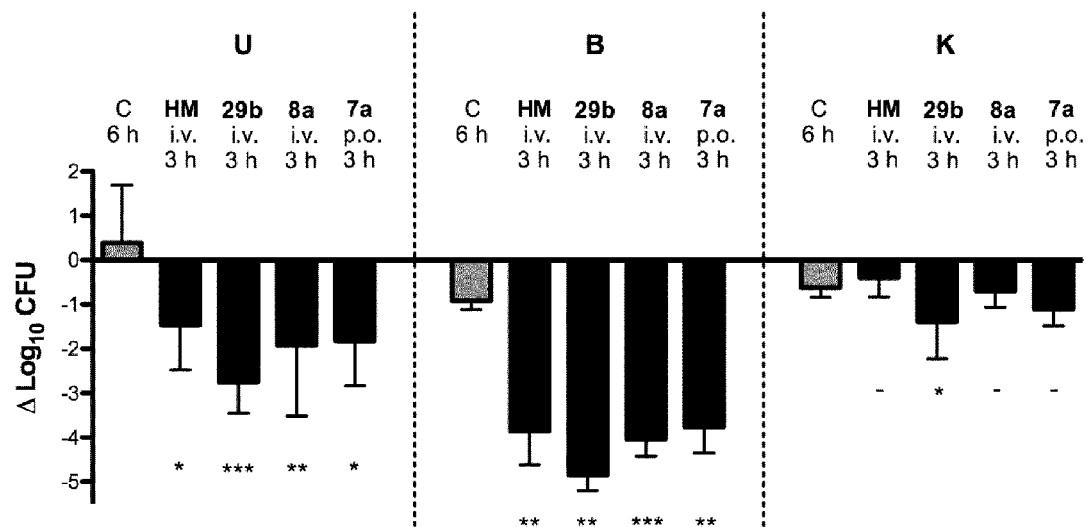 U B K
C HM 29b 8a 7a C HM 29b 8a 7a C HM 29b 8a 7a
6 h i.v. i.v. i.v. p.o. 6 h i.v. i.v. i.v. p.o. 6 h i.v. i.v. i.v. p.o.
3 h 3 h 3 h 3 h 3 h 3 h 3 h 3 h 3 h 3 h 3 h 3 h
2
1
0
-1
-2
-3
-4
-5
Δ Log10 CFU
- * - -
* *** ** *
** ** *** **